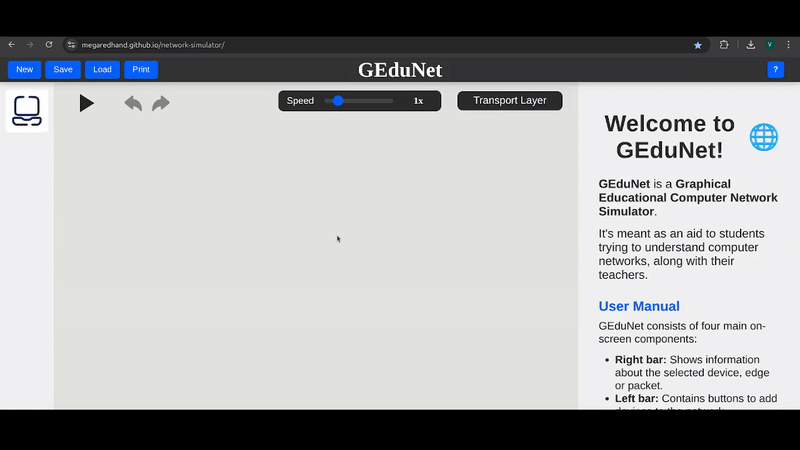 megaredhand.github.io/network-simulator/
V
New Save Load Print GEduNet ?
Speed 1x Transport Layer
Welcome to
GEduNet!
GEduNet is a Graphical
Educational Computer Network
Simulator.
It's meant as an aid to students
trying to understand computer
networks, along with their
teachers.
User Manual
GEduNet consists of four main on-
screen components:
• Right bar: Shows information
about the selected device, edge
or packet.
• Left bar: Contains buttons to add